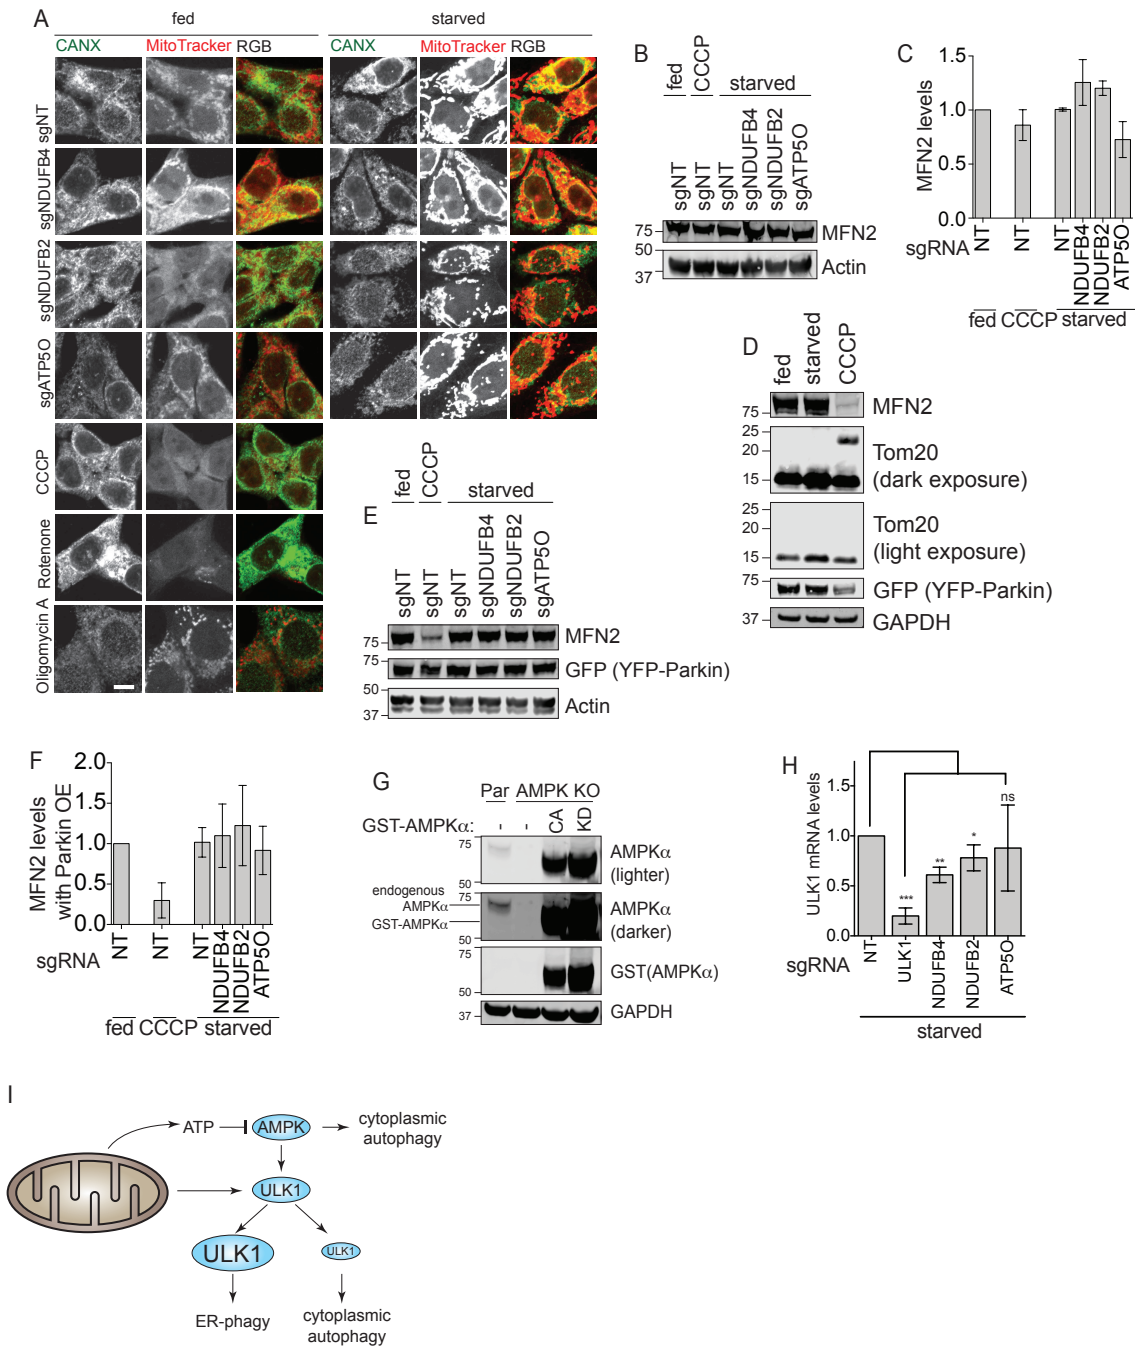 A
fed
starved
CANX
MitoTracker
RGB
CANX
MitoTracker
RGB
sgNT
sgNDUFB4
sgNDUFB2
sgATP5O
CCCP
Rotenone
Oligomycin A
B
fed
CCCP
starved
sgNT
sgNT
sgNT
sgNDUFB4
sgNDUFB2
sgATP5O
75
50
37
MFN2
Actin
C
MFN2 levels
1.5
1.0
0.5
0.0
sgRNA
NT
NT
NT
NDUFB4
NDUFB2
ATP5O
fed
CCCP
starved
D
fed
starved
CCCP
75
MFN2
25
20
15
Tom20
(dark exposure)
25
20
15
Tom20
(light exposure)
75
50
GFP (YFP-Parkin)
37
GAPDH
E
fed
CCCP
starved
sgNT
sgNT
sgNT
sgNDUFB4
sgNDUFB2
sgATP5O
75
MFN2
75
GFP (YFP-Parkin)
50
37
Actin
F
MFN2 levels
with Parkin OE
2.0
1.5
1.0
0.5
0.0
sgRNA
NT
NT
NT
NDUFB4
NDUFB2
ATP5O
fed
CCCP
starved
G
Par
AMPK KO
GST-AMPKα:
-
-
CA
KD
75
50
AMPKα
(lighter)
endogenous
AMPKα
GST-AMPKα
75
50
AMPKα
(darker)
75
50
GST(AMPKα)
37
GAPDH
H
ULK1 mRNA levels
1.5
1.0
0.5
0.0
***
**
*
ns
sgRNA
NT
ULK1
NDUFB4
NDUFB2
ATP5O
starved
I
ATP
AMPK
cytoplasmic
autophagy
ULK1
ULK1
ULK1
ER-phagy
cytoplasmic
autophagy